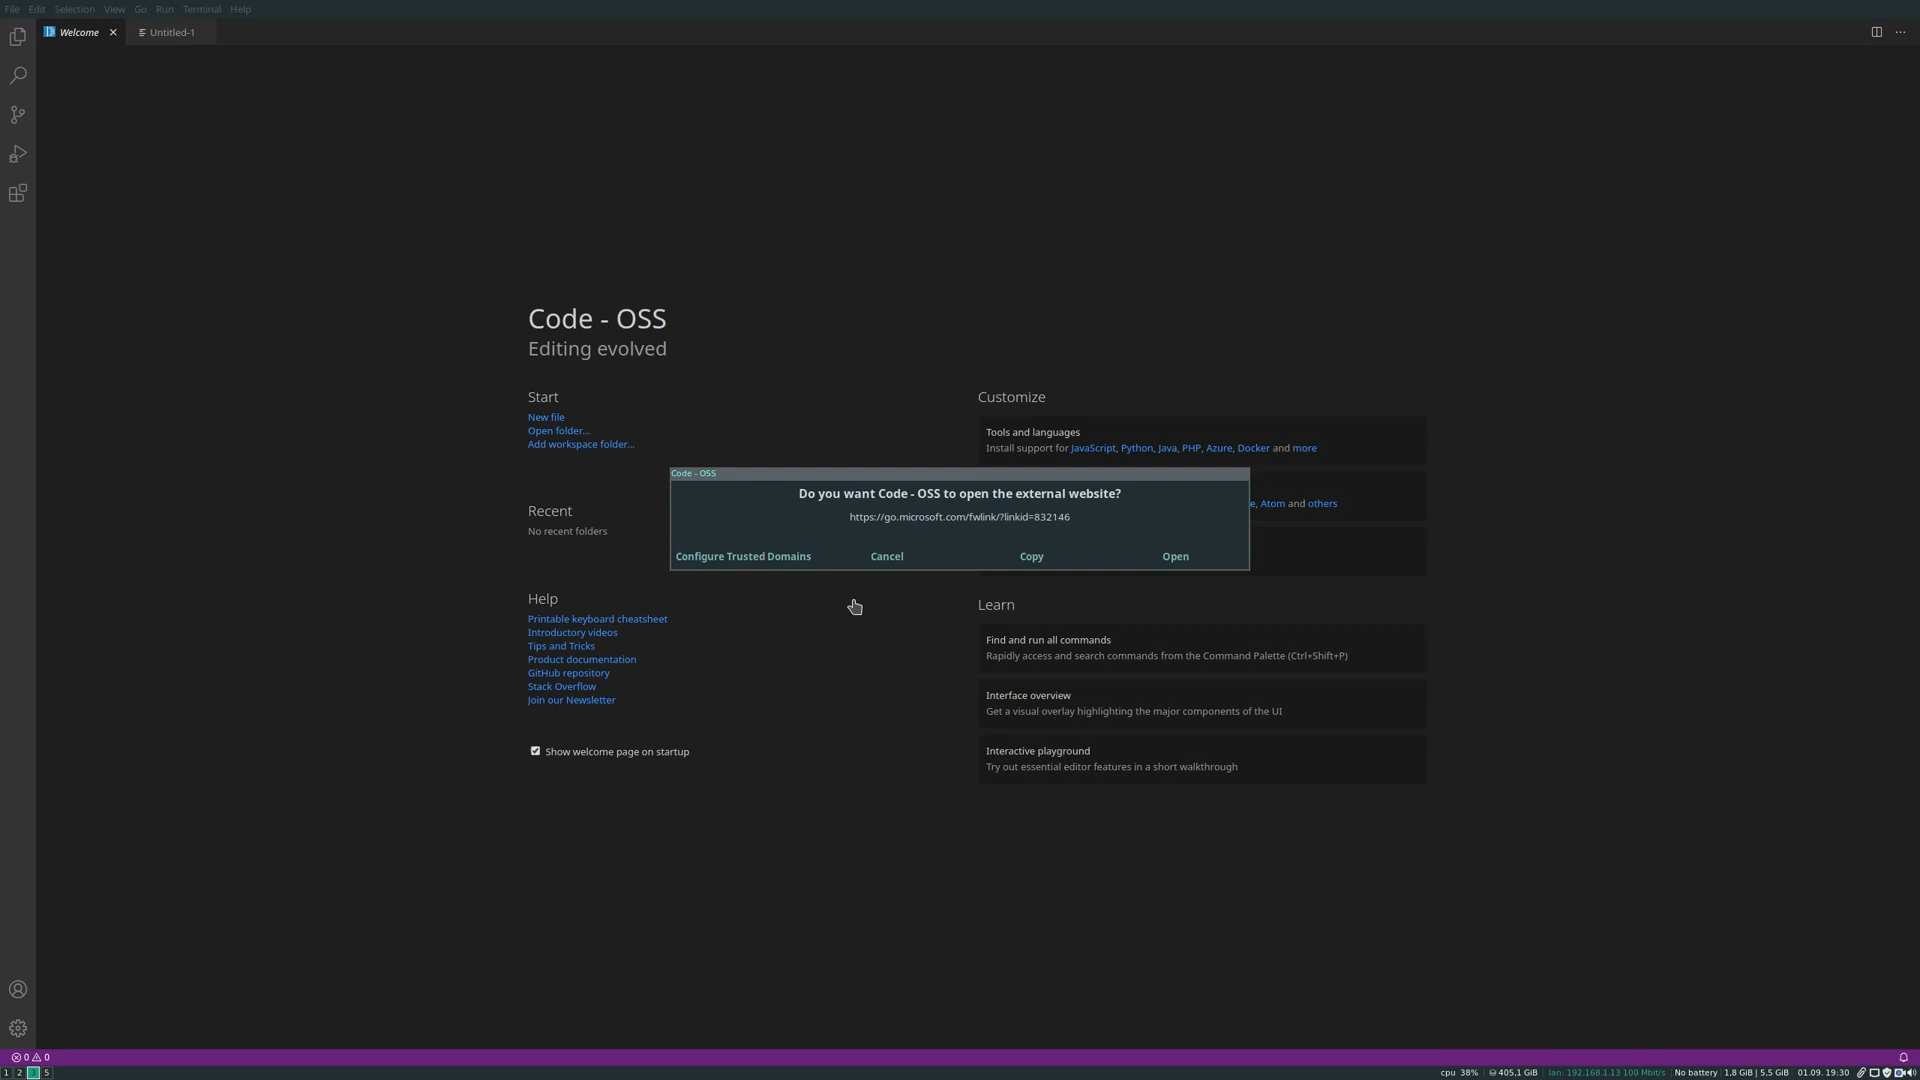 File Edit Selection View Go Run Terminal Help
Welcome Untitled-1
Code - OSS
Editing evolved
Start
New file
Open folder...
Add workspace folder...
Recent
No recent folders
Help
Printable keyboard cheatsheet
Introductory videos
Tips and Tricks
Product documentation
GitHub repository
Stack Overflow
Join our Newsletter
Show welcome page on startup
Customize
Tools and languages
Install support for JavaScript, Python, Java, PHP, Azure, Docker and more
e, Atom and others
Code - OSS
Do you want Code - OSS to open the external website?
https://go.microsoft.com/fwlink/?linkid=832146
Configure Trusted Domains Cancel Copy Open
Learn
Find and run all commands
Rapidly access and search commands from the Command Palette (Ctrl+Shift+P)
Interface overview
Get a visual overlay highlighting the major components of the UI
Interactive playground
Try out essential editor features in a short walkthrough
0 0
1 2 3 5 cpu 38% 405,1 GiB lan: 192.168.1.13 100 Mbit/s No battery 1,8 GiB | 5,5 GiB 01.09. 19:30